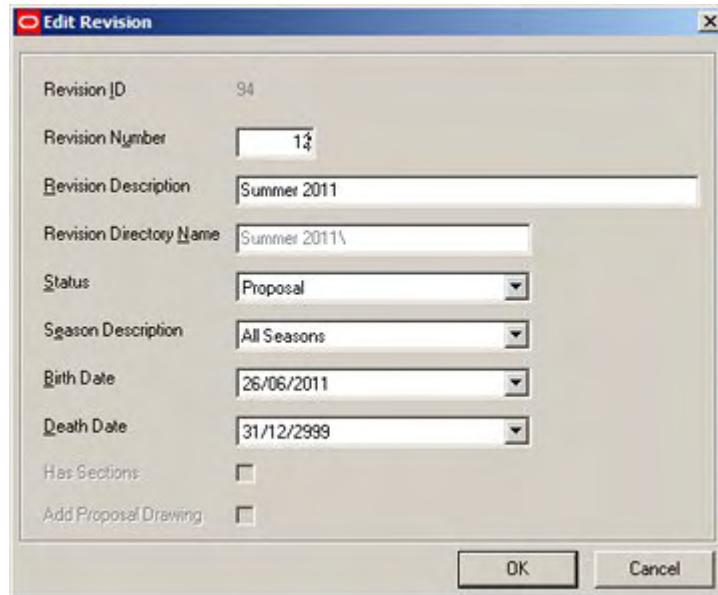 Edit Revision
Revision ID 94
Revision Number
Revision Description Summer 2011
Revision Directory Name Summer 2011\
Status Proposal
Season Description All Seasons
Birth Date 26/06/2011
Death Date 31/12/2999
Has Sections
Add Proposal Drawing
OK Cancel